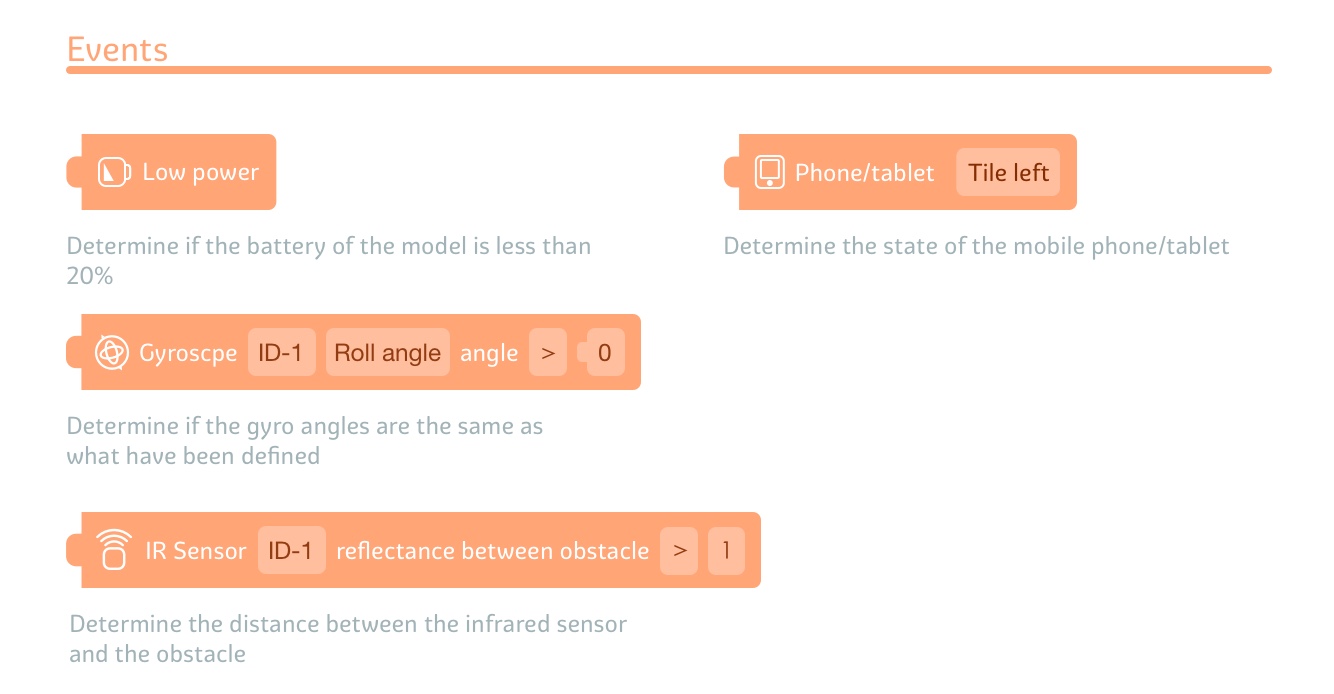 Events
Low power
Phone/tablet Tile left
Determine if the battery of the model is less than
20%
Determine the state of the mobile phone/tablet
Gyroscpe ID-1 Roll angle angle > 0
Determine if the gyro angles are the same as
what have been defined
IR Sensor ID-1 reflectance between obstacle > 1
Determine the distance between the infrared sensor
and the obstacle